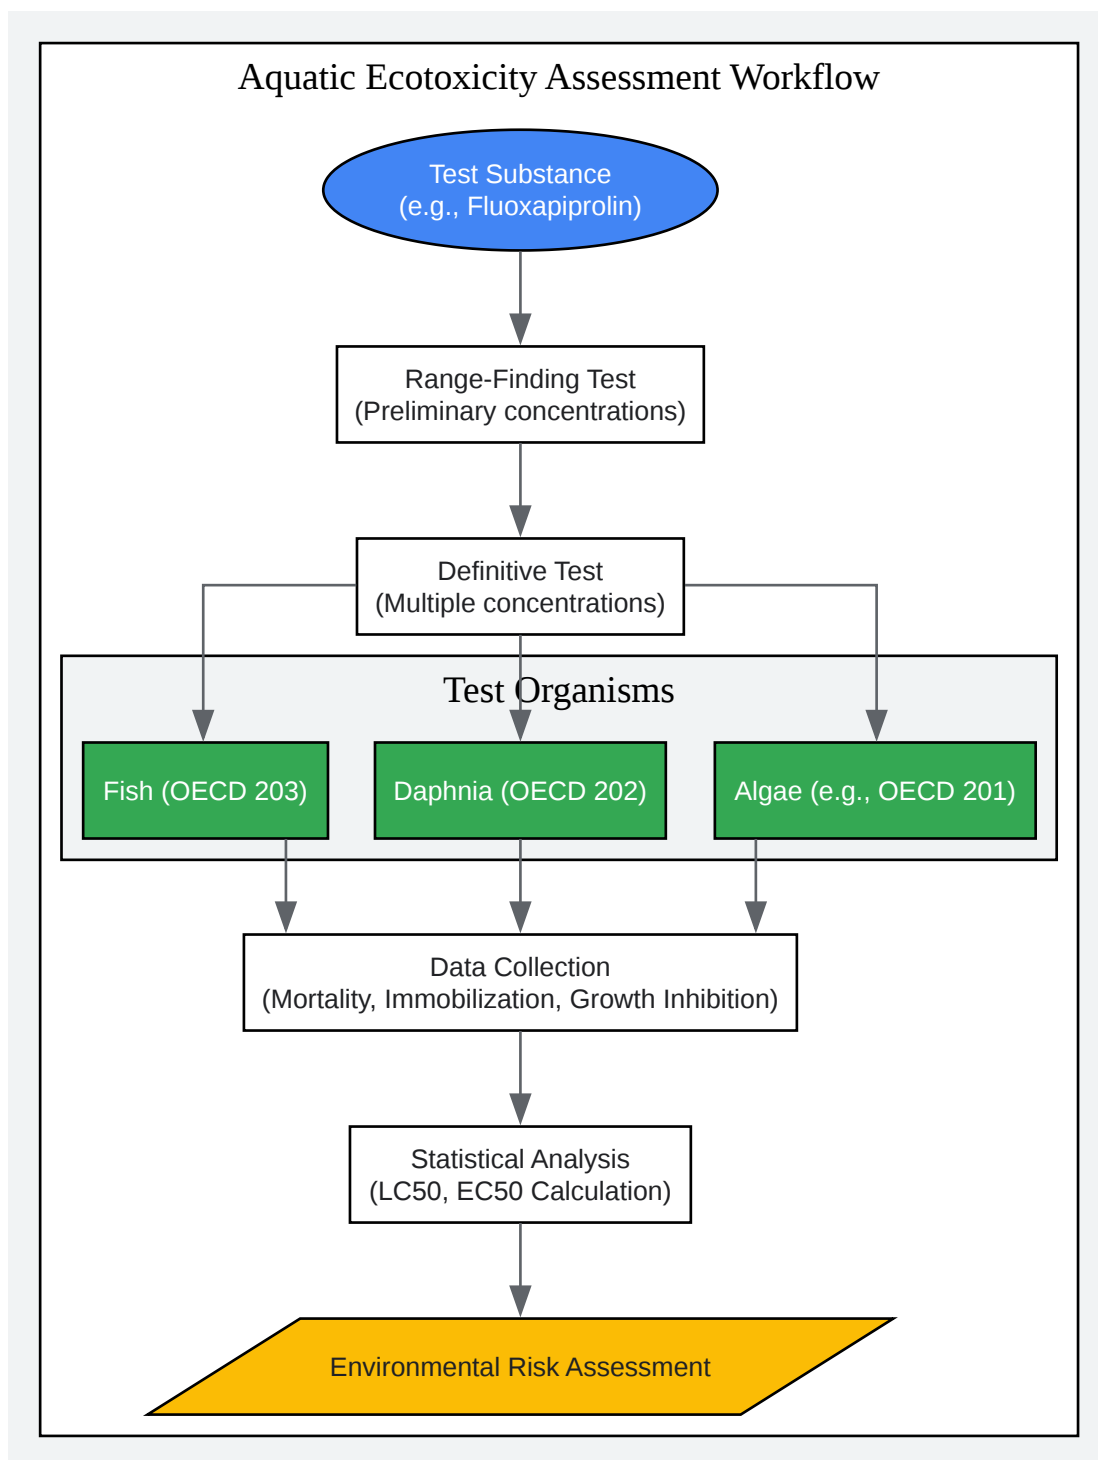 Aquatic Ecotoxicity Assessment Workflow
Test Substance
(e.g., Fluoxapiprolin)
Range-Finding Test
(Preliminary concentrations)
Definitive Test
(Multiple concentrations)
Test Organisms
Fish (OECD 203)
Daphnia (OECD 202)
Algae (e.g., OECD 201)
Data Collection
(Mortality, Immobilization, Growth Inhibition)
Statistical Analysis
(LC50, EC50 Calculation)
Environmental Risk Assessment